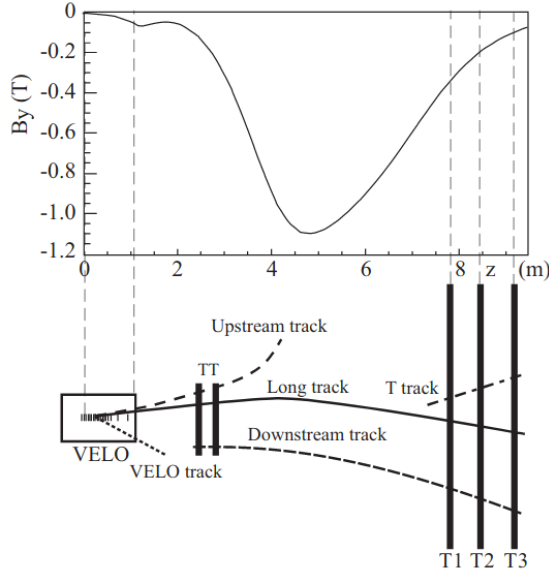 By (T)
0
-0.2
-0.4
-0.6
-0.8
-1.0
-1.2
0 2 4 6 8 z (m)
Upstream track
TT
Long track
T track
Downstream track
VELO
VELO track
T1 T2 T3